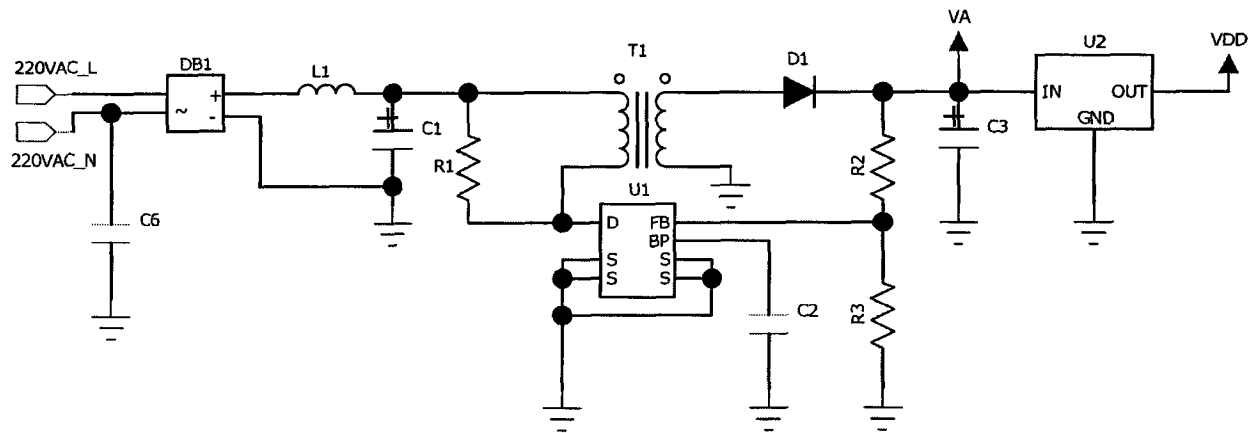 VA
T1
U2
VDD
DB1
D1
220VAC_L
L1
+
~
-
IN
OUT
GND
C1
C3
220VAC_N
R1
R2
U1
C6
D
FB
BP
S
S
S
S
C2
R3